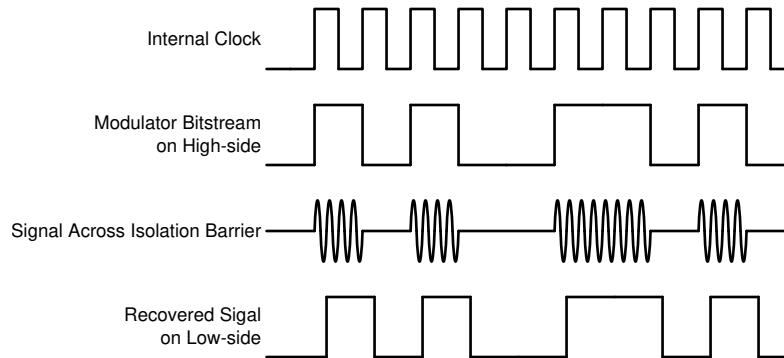 Internal Clock
Modulator Bitstream
on High-side
Signal Across Isolation Barrier
Recovered Sigal
on Low-side